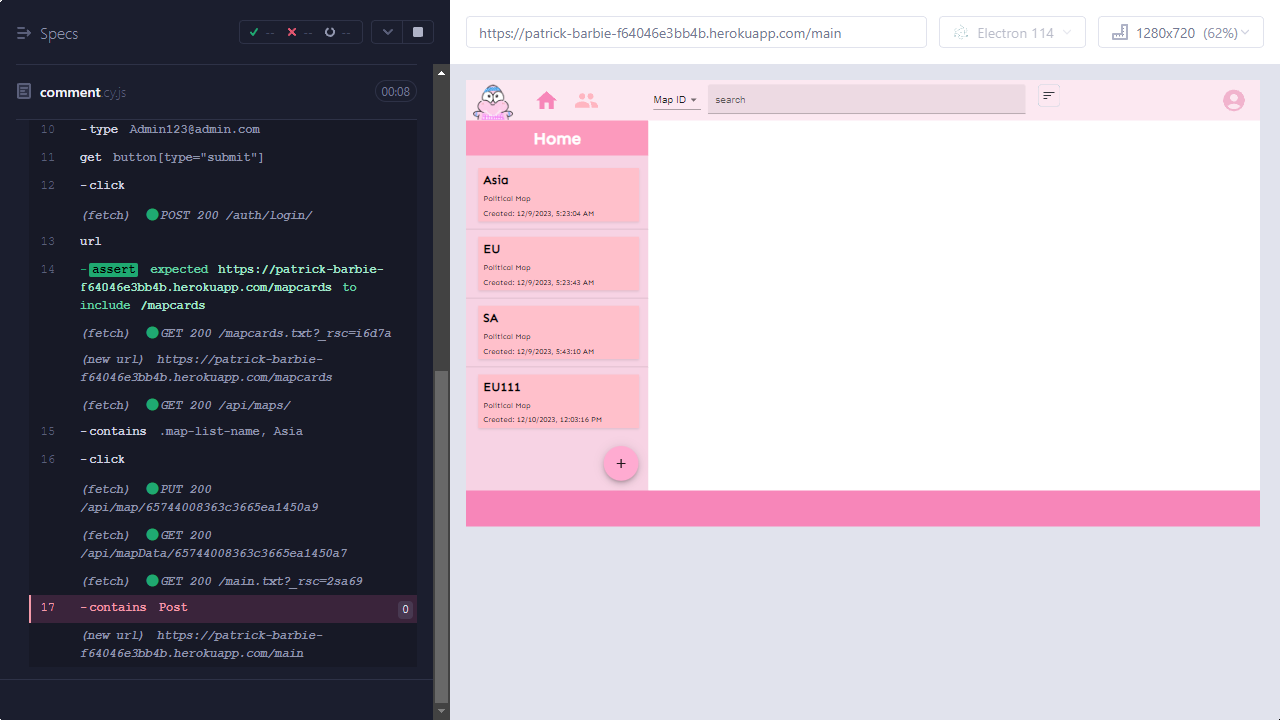 Specs
-- -- --
comment.cy.js
00:08
10 -type Admin123@admin.com
11 get button[type="submit"]
12 -click
(fetch) POST 200 /auth/login/
13 url
14 -assert expected https://patrick-barbie-
f64046e3bb4b.herokuapp.com/mapcards to
include /mapcards
(fetch) GET 200 /mapcards.txt?_rsc=i6d7a
(new url) https://patrick-barbie-
f64046e3bb4b.herokuapp.com/mapcards
(fetch) GET 200 /api/maps/
15 -contains .map-list-name, Asia
16 -click
(fetch) PUT 200
/api/map/65744008363c3665ea1450a9
(fetch) GET 200
/api/mapData/65744008363c3665ea1450a7
(fetch) GET 200 /main.txt?_rsc=2sa69
17 -contains Post 0
(new url) https://patrick-barbie-
f64046e3bb4b.herokuapp.com/main
https://patrick-barbie-f64046e3bb4b.herokuapp.com/main
Electron 114
1280x720 (62%)
Map ID
search
Home
Asia
Political Map
Created: 12/9/2023, 5:23:04 AM
EU
Political Map
Created: 12/9/2023, 5:23:43 AM
SA
Political Map
Created: 12/9/2023, 5:43:10 AM
EU111
Political Map
Created: 12/10/2023, 12:03:16 PM
+